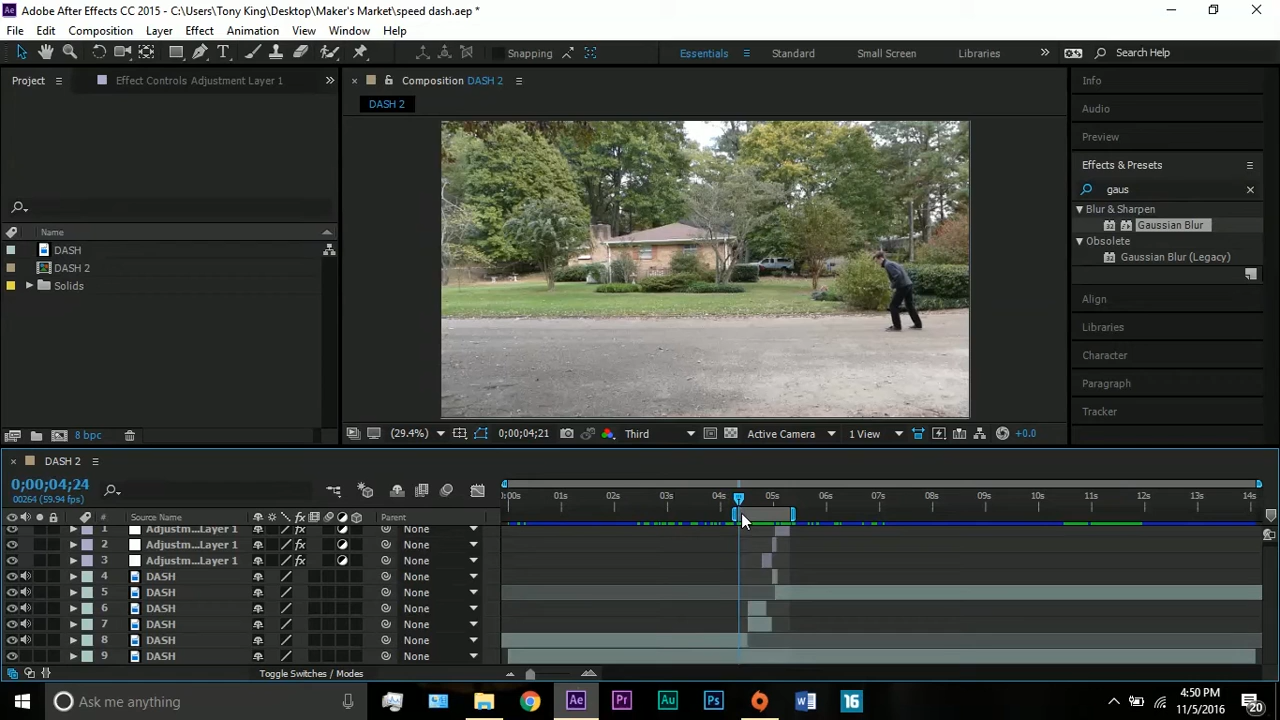 Adobe After Effects CC 2015 - C:\Users\Tony King\Desktop\Maker's Market\speed dash.aep *
File Edit Composition Layer Effect Animation View Window Help
Snapping Essentials Standard Small Screen Libraries Search Help
Project Effect Controls Adjustment Layer 1
Composition DASH 2
DASH 2
Name
DASH
DASH 2
Solids
8 bpc
(29.4%) 0;00;04;21 Third Active Camera 1 View +0.0
Info
Audio
Preview
Effects & Presets
gaus
Blur & Sharpen
Gaussian Blur
Obsolete
Gaussian Blur (Legacy)
Align
Libraries
Character
Paragraph
Tracker
DASH 2
0;00;04;24
00264 (59.94 fps)
:00s 01s 02s 03s 04s 05s 06s 07s 08s 09s 10s 11s 12s 13s 14s
# Source Name Parent
1 Adjustm...Layer 1 None
2 Adjustm...Layer 1 None
3 Adjustm...Layer 1 None
4 DASH None
5 DASH None
6 DASH None
7 DASH None
8 DASH None
9 DASH None
Toggle Switches / Modes
Ask me anything
Ae Pr Au Ps W 16
4:50 PM
11/5/2016
20